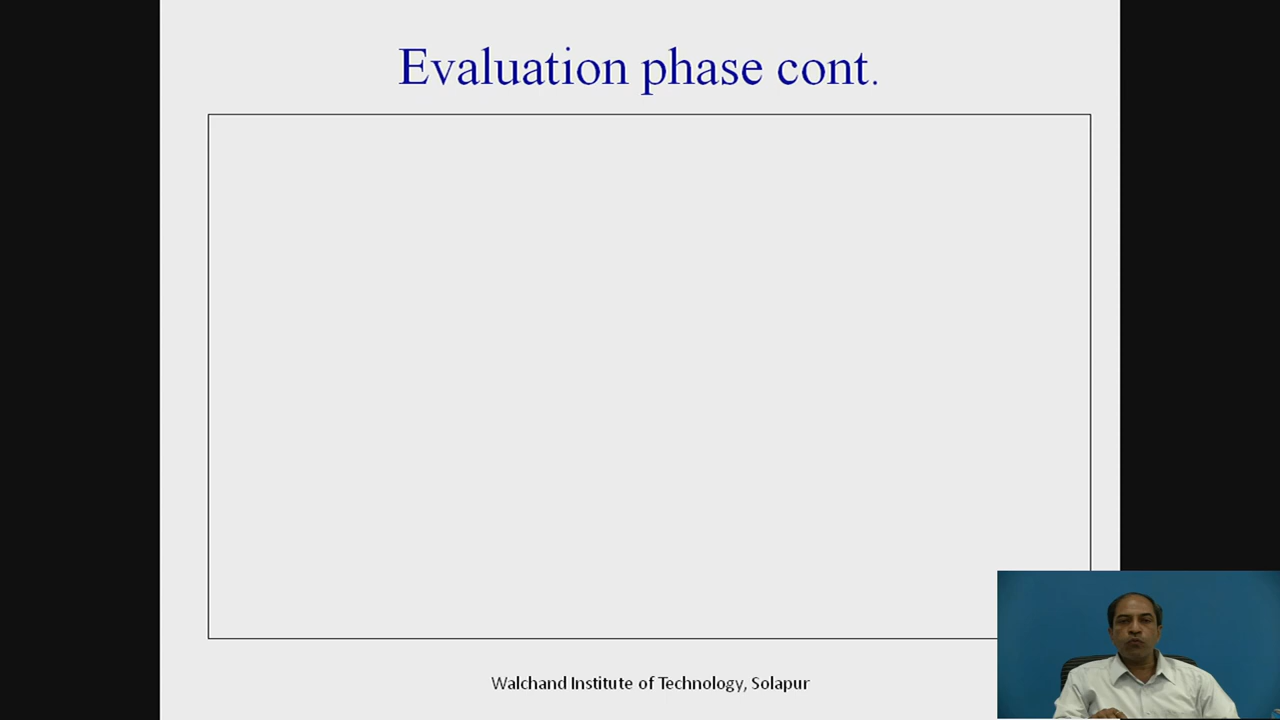 Evaluation phase cont.
Walchand Institute of Technology, Solapur